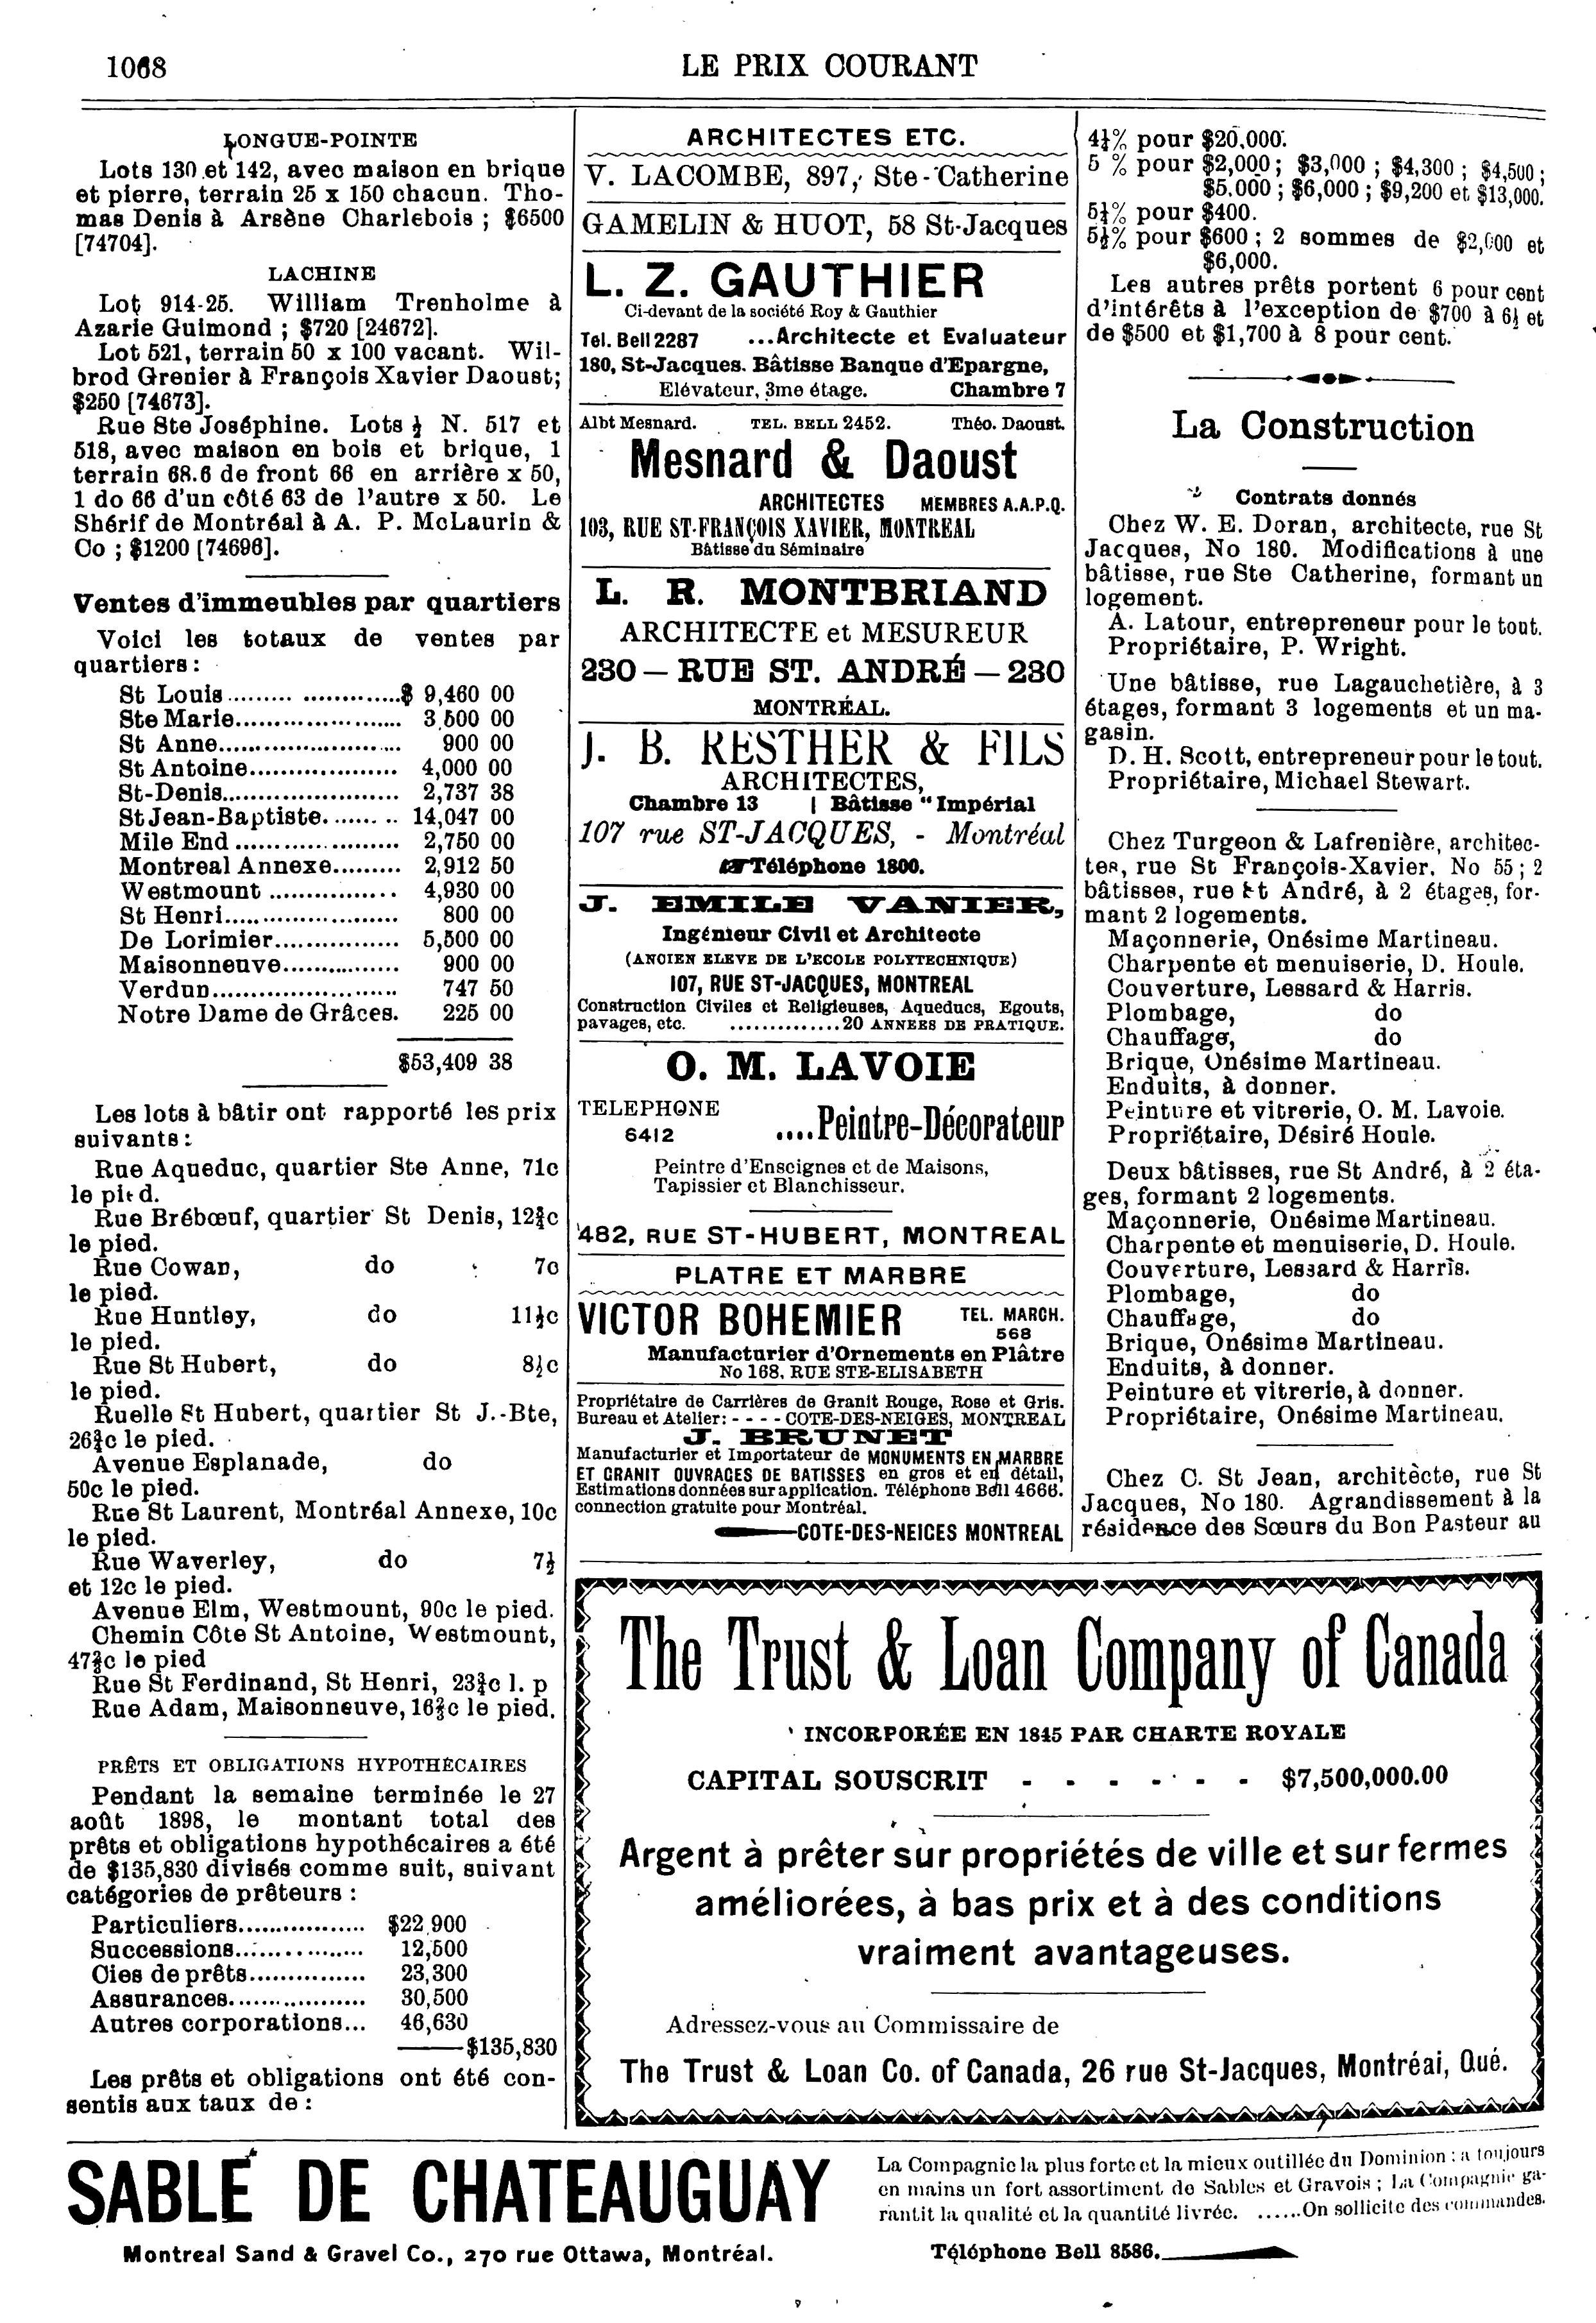 1068
LE PRIX COURANT
LONGUE-POINTE
Lots 130 et 142, avec maison en brique
et pierre, terrain 25 x 150 chacun. Tho-
mas Denis à Arsène Charlebois ; $6500
[74704].
LACHINE
Lot 914-25. William Trenholme à
Azarie Guimond ; $720 [24672].
Lot 521, terrain 50 x 100 vacant. Wil-
brod Grenier à François Xavier Daoust;
$250 [74673].
Rue Ste Joséphine. Lots ½ N. 517 et
518, avec maison en bois et brique, 1
terrain 68.6 de front 66 en arrière x 50,
1 do 66 d'un côté 63 de l'autre x 50. Le
Shérif de Montréal à A. P. McLaurin &
Co ; $1200 [74696].
Ventes d'immeubles par quartiers
Voici les totaux de ventes par
quartiers :
St Louis......... ............$ 9,460 00
Ste Marie..................... 3,500 00
St Anne....................... 900 00
St Antoine.................... 4,000 00
St-Denis....................... 2,737 38
St Jean-Baptiste. ...... .. 14,047 00
Mile End ...................... 2,750 00
Montreal Annexe......... 2,912 50
Westmount ................. 4,930 00
St Henri....................... 800 00
De Lorimier................. 5,500 00
Maisonneuve................ 900 00
Verdun........................ 747 50
Notre Dame de Grâces. 225 00
$53,409 38
Les lots à bâtir ont rapporté les prix
suivants :
Rue Aqueduc, quartier Ste Anne, 71c
le pied.
Rue Brébœuf, quartier St Denis, 12¾c
le pied.
Rue Cowan, do 7c
le pied.
Rue Huntley, do 11½c
le pied.
Rue St Hubert, do 8½c
le pied.
Ruelle St Hubert, quartier St J.-Bte,
26¾c le pied.
Avenue Esplanade, do
50c le pied.
Rue St Laurent, Montréal Annexe, 10c
le pied.
Rue Waverley, do 7½
et 12c le pied.
Avenue Elm, Westmount, 90c le pied.
Chemin Côte St Antoine, Westmount,
47¾c le pied
Rue St Ferdinand, St Henri, 23¾c l. p
Rue Adam, Maisonneuve, 16¾c le pied.
PRÊTS ET OBLIGATIONS HYPOTHÉCAIRES
Pendant la semaine terminée le 27
août 1898, le montant total des
prêts et obligations hypothécaires a été
de $135,830 divisés comme suit, suivant
catégories de prêteurs :
Particuliers................. $22,900
Successions.................. 12,500
Cies de prêts................ 23,300
Assurances................... 30,500
Autres corporations... 46,630
$135,830
Les prêts et obligations ont été con-
sentis aux taux de :
ARCHITECTES ETC.
V. LACOMBE, 897, Ste-Catherine
GAMELIN & HUOT, 58 St-Jacques
L. Z. GAUTHIER
Ci-devant de la société Roy & Gauthier
Tel. Bell 2287 ...Architecte et Evaluateur
180, St-Jacques. Bâtisse Banque d'Epargne,
Elévateur, 3me étage. Chambre 7
Albt Mesnard. TEL. BELL 2452. Théo. Daoust.
Mesnard & Daoust
ARCHITECTES MEMBRES A.A.P.Q.
103, RUE ST-FRANÇOIS XAVIER, MONTREAL
Bâtisse du Séminaire
L. R. MONTBRIAND
ARCHITECTE et MESUREUR
230 — RUE ST. ANDRÉ — 230
MONTRÉAL.
J. B. RESTHER & FILS
ARCHITECTES,
Chambre 13 | Bâtisse "Impérial
107 rue ST-JACQUES, - Montréal
☞Téléphone 1800.
J. EMILE VANIER,
Ingénieur Civil et Architecte
(ANCIEN ELEVE DE L'ECOLE POLYTECHNIQUE)
107, RUE ST-JACQUES, MONTREAL
Construction Civiles et Religieuses, Aqueducs, Egouts,
pavages, etc. ..............20 ANNEES DE PRATIQUE.
O. M. LAVOIE
TELEPHONE
6412
....Peintre-Décorateur
Peintre d'Enseignes et de Maisons,
Tapissier et Blanchisseur.
482, RUE ST-HUBERT, MONTREAL
PLATRE ET MARBRE
VICTOR BOHEMIER TEL. MARCH.
568
Manufacturier d'Ornements en Plâtre
No 168, RUE STE-ELISABETH
Propriétaire de Carrières de Granit Rouge, Rose et Gris.
Bureau et Atelier: - - - - COTE-DES-NEIGES, MONTREAL
J. BRUNET
Manufacturier et Importateur de MONUMENTS EN MARBRE
ET GRANIT OUVRAGES DE BATISSES en gros et en détail,
Estimations données sur application. Téléphone Bell 4666.
connection gratuite pour Montréal.
COTE-DES-NEIGES MONTREAL
4½% pour $20,000.
5 % pour $2,000 ; $3,000 ; $4,300 ; $4,500 ;
$5.000 ; $6,000 ; $9,200 et $13,000.
5¼% pour $400.
5½% pour $600 ; 2 sommes de $2,000 et
$6,000.
Les autres prêts portent 6 pour cent
d'intérêts à l'exception de $700 à 6½ et
de $500 et $1,700 à 8 pour cent.
La Construction
Contrats donnés
Chez W. E. Doran, architecte, rue St
Jacques, No 180. Modifications à une
bâtisse, rue Ste Catherine, formant un
logement.
A. Latour, entrepreneur pour le tout.
Propriétaire, P. Wright.
Une bâtisse, rue Lagauchetière, à 3
étages, formant 3 logements et un ma-
gasin.
D. H. Scott, entrepreneur pour le tout.
Propriétaire, Michael Stewart.
Chez Turgeon & Lafrenière, architec-
tes, rue St François-Xavier. No 55 ; 2
bâtisses, rue St André, à 2 étages, for-
mant 2 logements.
Maçonnerie, Onésime Martineau.
Charpente et menuiserie, D. Houle.
Couverture, Lessard & Harris.
Plombage, do
Chauffage, do
Brique, Onésime Martineau.
Enduits, à donner.
Peinture et vitrerie, O. M. Lavoie.
Propriétaire, Désiré Houle.
Deux bâtisses, rue St André, à 2 éta-
ges, formant 2 logements.
Maçonnerie, Onésime Martineau.
Charpente et menuiserie, D. Houle.
Couverture, Lessard & Harris.
Plombage, do
Chauffage, do
Brique, Onésime Martineau.
Enduits, à donner.
Peinture et vitrerie, à donner.
Propriétaire, Onésime Martineau.
Chez C. St Jean, architècte, rue St
Jacques, No 180. Agrandissement à la
résidence des Sœurs du Bon Pasteur au
The Trust & Loan Company of Canada
INCORPORÉE EN 1845 PAR CHARTE ROYALE
CAPITAL SOUSCRIT - - - - - - - $7,500,000.00
Argent à prêter sur propriétés de ville et sur fermes
améliorées, à bas prix et à des conditions
vraiment avantageuses.
Adressez-vous au Commissaire de
The Trust & Loan Co. of Canada, 26 rue St-Jacques, Montréal, Qué.
SABLE DE CHATEAUGUAY
Montreal Sand & Gravel Co., 270 rue Ottawa, Montréal.
La Compagnie la plus forte et la mieux outillée du Dominion : a toujours
en mains un fort assortiment de Sables et Gravois ; La Compagnie ga-
rantit la qualité et la quantité livrée. ......On sollicite des commandes.
Téléphone Bell 8586.